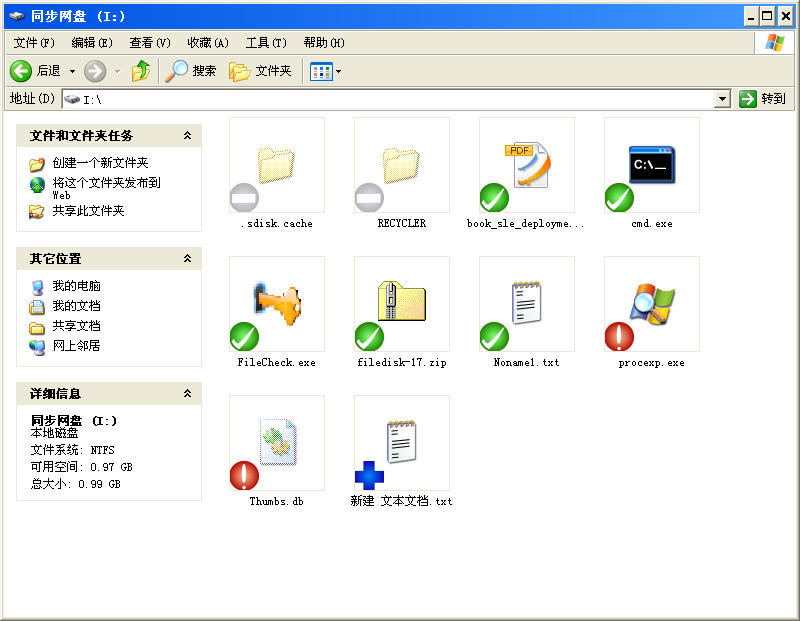 同步网盘 (I:)
文件(F) 编辑(E) 查看(V) 收藏(A) 工具(T) 帮助(H)
后退 搜索 文件夹
地址(D) I:\ 转到
文件和文件夹任务
创建一个新文件夹
将这个文件夹发布到
Web
共享此文件夹
其它位置
我的电脑
我的文档
共享文档
网上邻居
详细信息
同步网盘 (I:)
本地磁盘
文件系统: NTFS
可用空间: 0.97 GB
总大小: 0.99 GB
PDF
C:\_
.sdisk.cache RECYCLER book_sle_deployme... cmd.exe
FileCheck.exe filedisk-17.zip Noname1.txt procexp.exe
Thumbs.db 新建 文本文档.txt